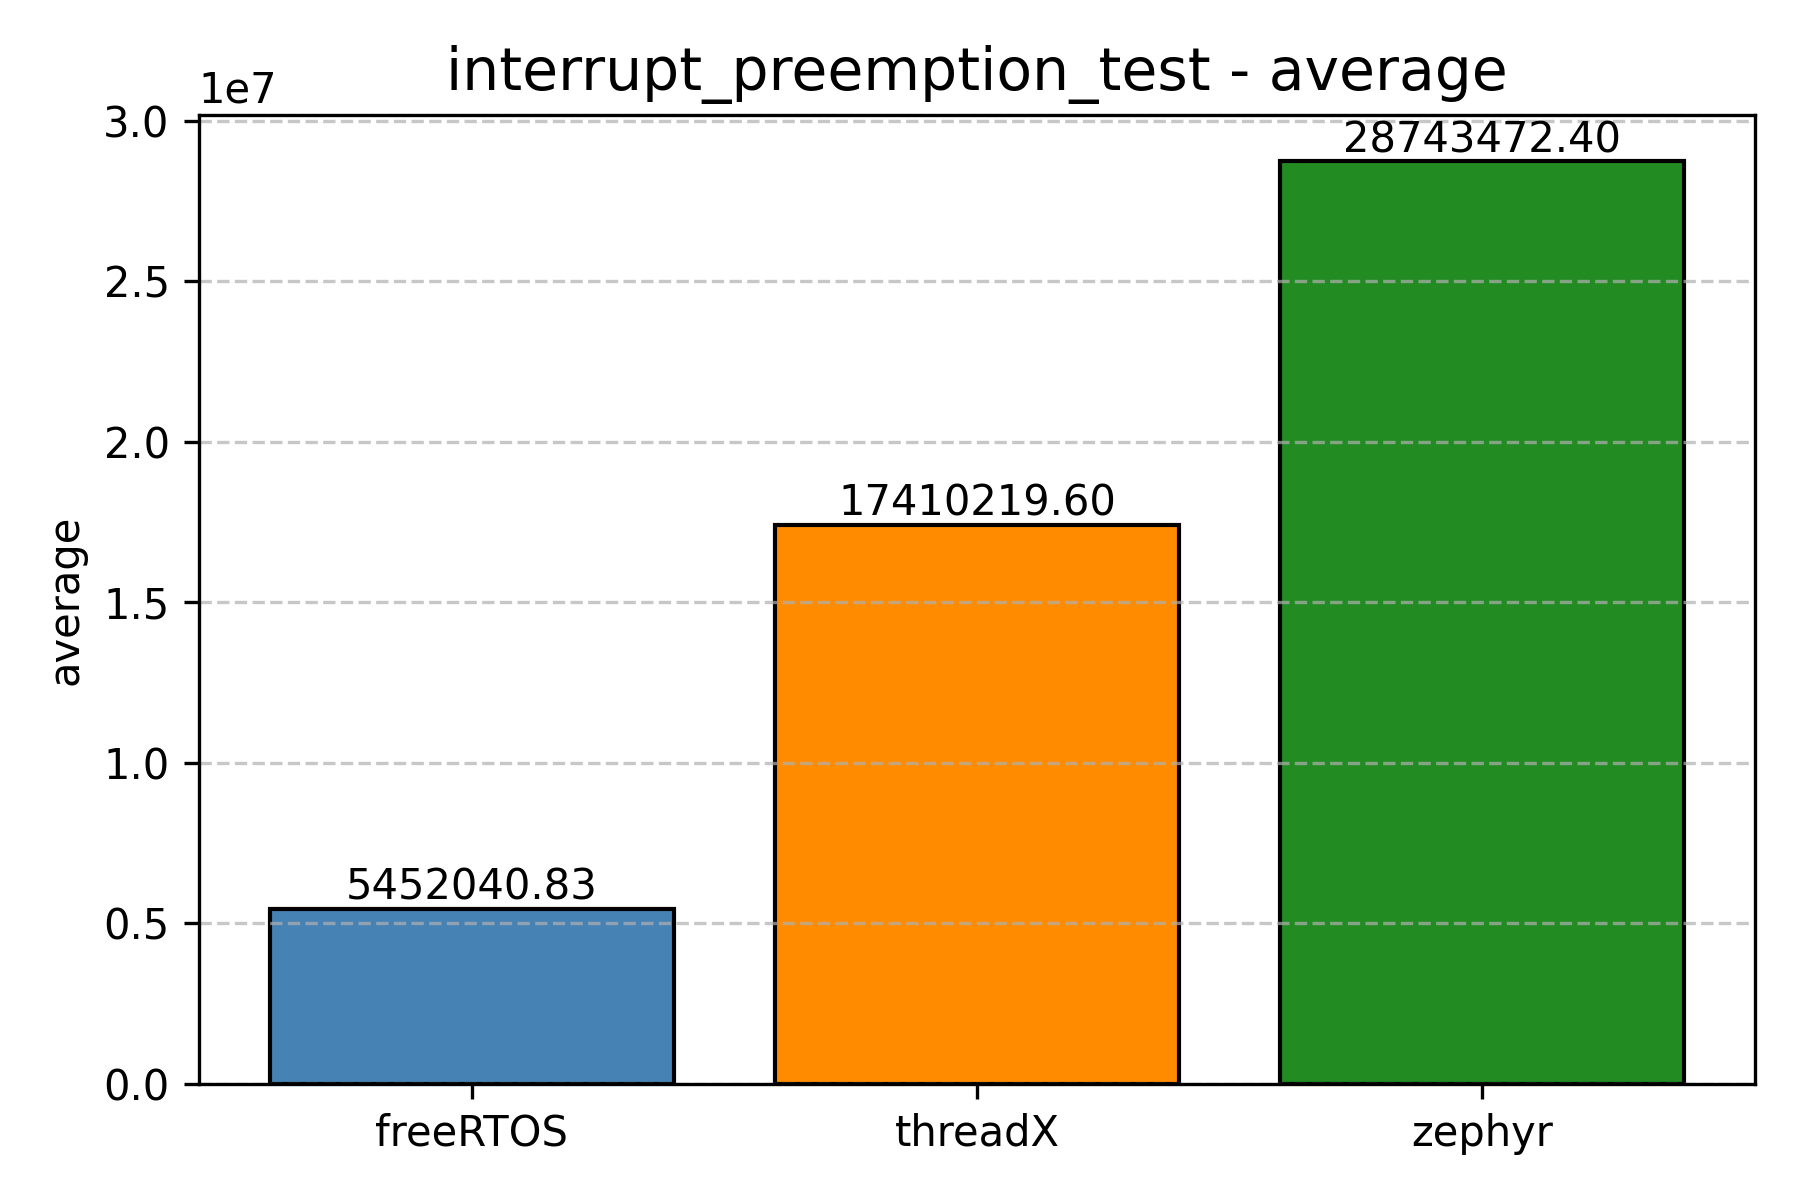 interrupt_preemption_test - average
1e7
3.0
2.5
2.0
1.5
1.0
0.5
0.0
average
28743472.40
17410219.60
5452040.83
freeRTOS
threadX
zephyr